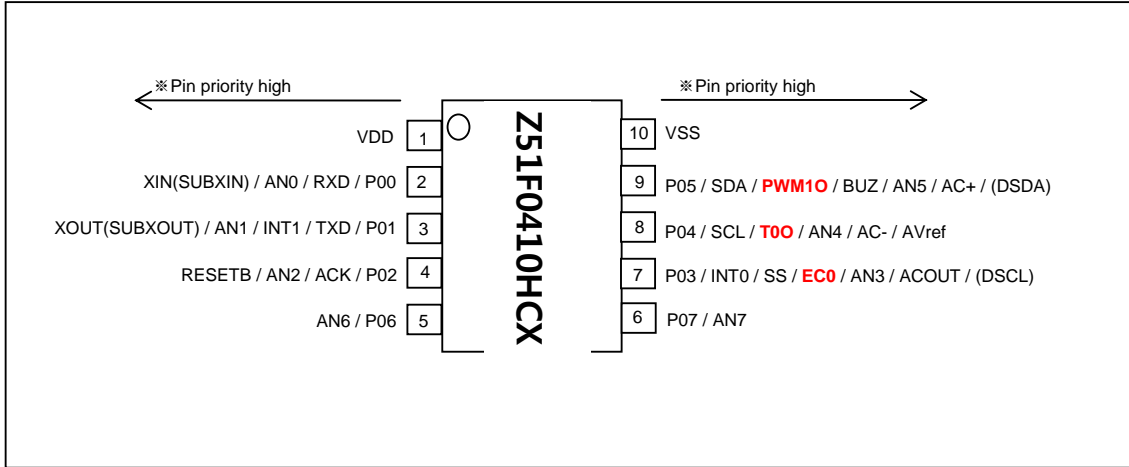 ※Pin priority high
※Pin priority high
Z51F0410HCX
VDD 1
10 VSS
XIN(SUBXIN) / AN0 / RXD / P00 2
9 P05 / SDA / PWM1O / BUZ / AN5 / AC+ / (DSDA)
XOUT(SUBXOUT) / AN1 / INT1 / TXD / P01 3
8 P04 / SCL / T0O / AN4 / AC- / AVref
RESETB / AN2 / ACK / P02 4
7 P03 / INT0 / SS / EC0 / AN3 / ACOUT / (DSCL)
AN6 / P06 5
6 P07 / AN7